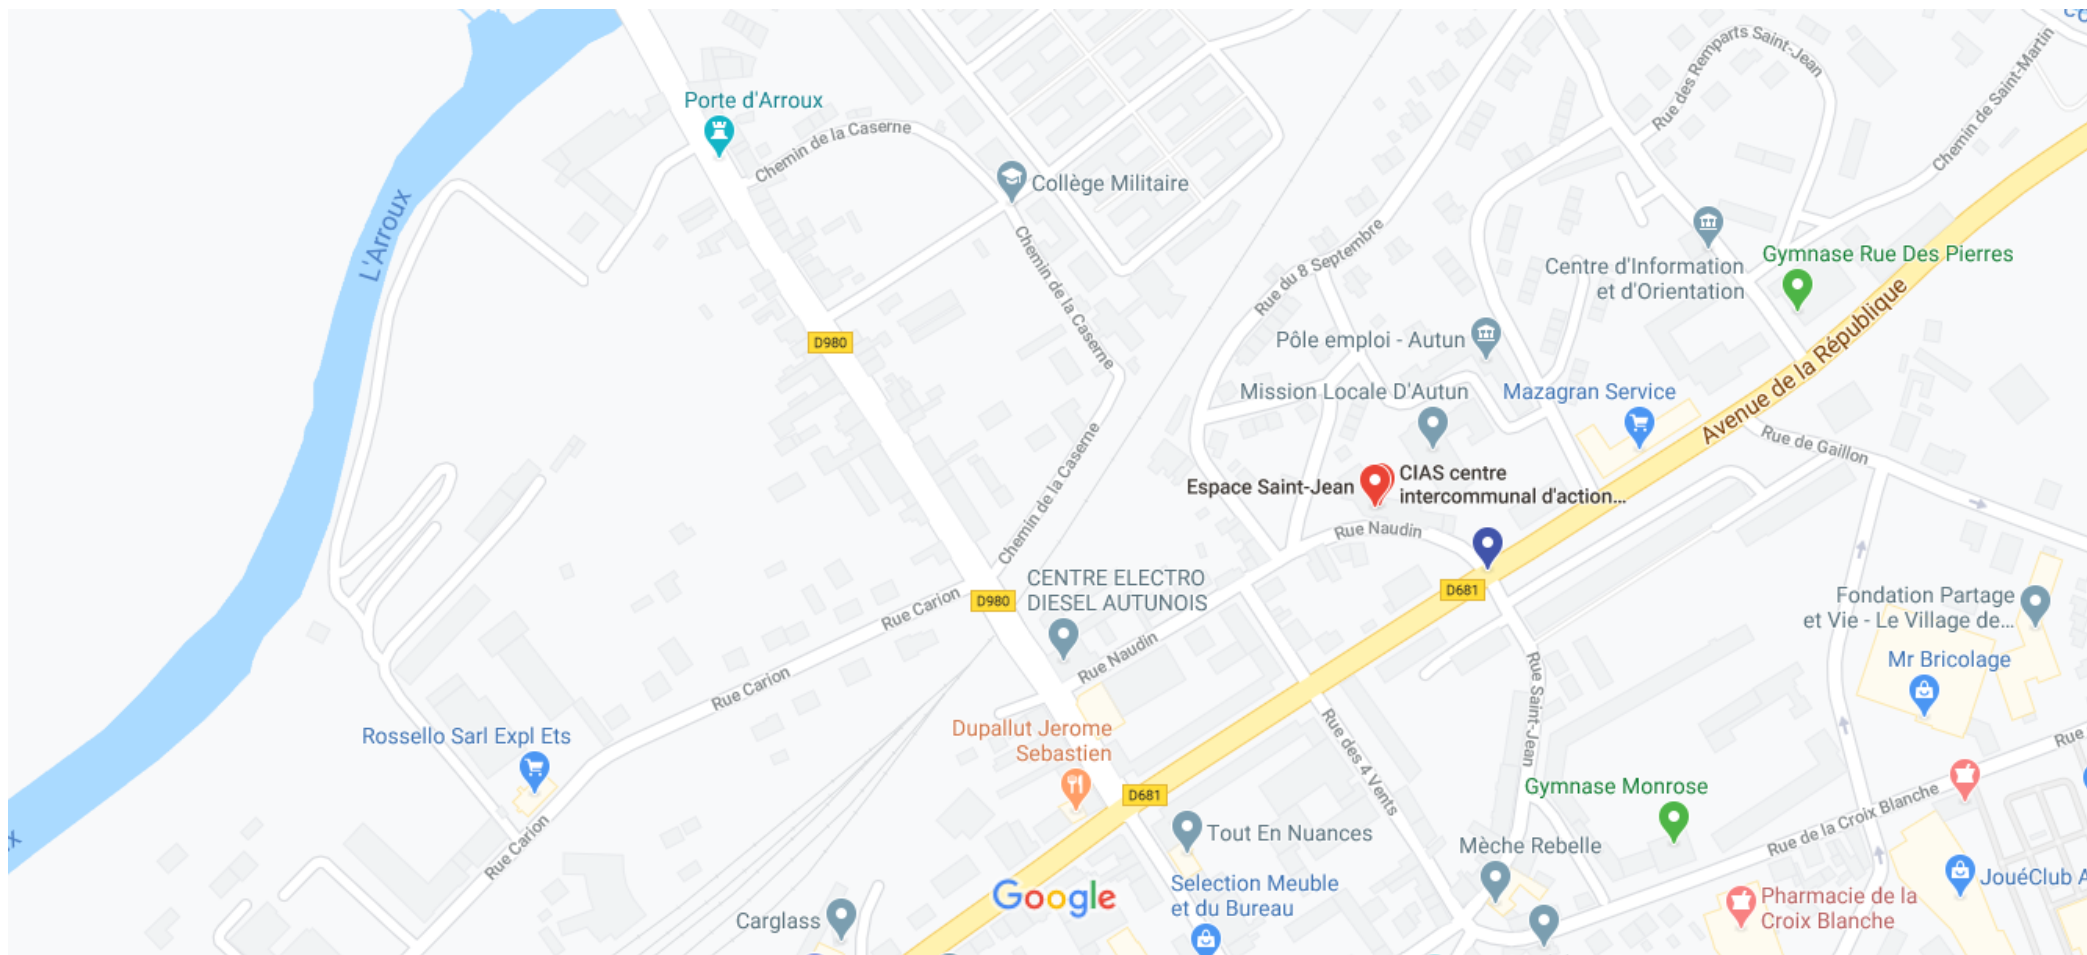 Porte d'Arroux
Chemin de la Caserne
Collège Militaire
L'Arroux
Chemin de la Caserne
D980
Rue des Remparts Saint-Jean
Chemin de Saint-Martin
Rue du 8 Septembre
Centre d'Information
et d'Orientation
Gymnase Rue Des Pierres
Pôle emploi - Autun
Mission Locale D'Autun
Mazagran Service
Avenue de la République
Rue de Gaillon
Espace Saint-Jean
CIAS centre
intercommunal d'action...
Rue Naudin
Chemin de la Caserne
CENTRE ELECTRO
DIESEL AUTUNOIS
D980
D681
Rue Carion
Rue Naudin
Fondation Partage
et Vie - Le Village de...
Mr Bricolage
Rue Carion
Rue Saint-Jean
Rossello Sarl Expl Ets
Dupallut Jerome
Sebastien
Rue des 4 Vents
Rue
D681
Gymnase Monrose
Rue de la Croix Blanche
Tout En Nuances
Mèche Rebelle
Rue Carion
Selection Meuble
et du Bureau
Google
JouéClub A
Pharmacie de la
Croix Blanche
Carglass